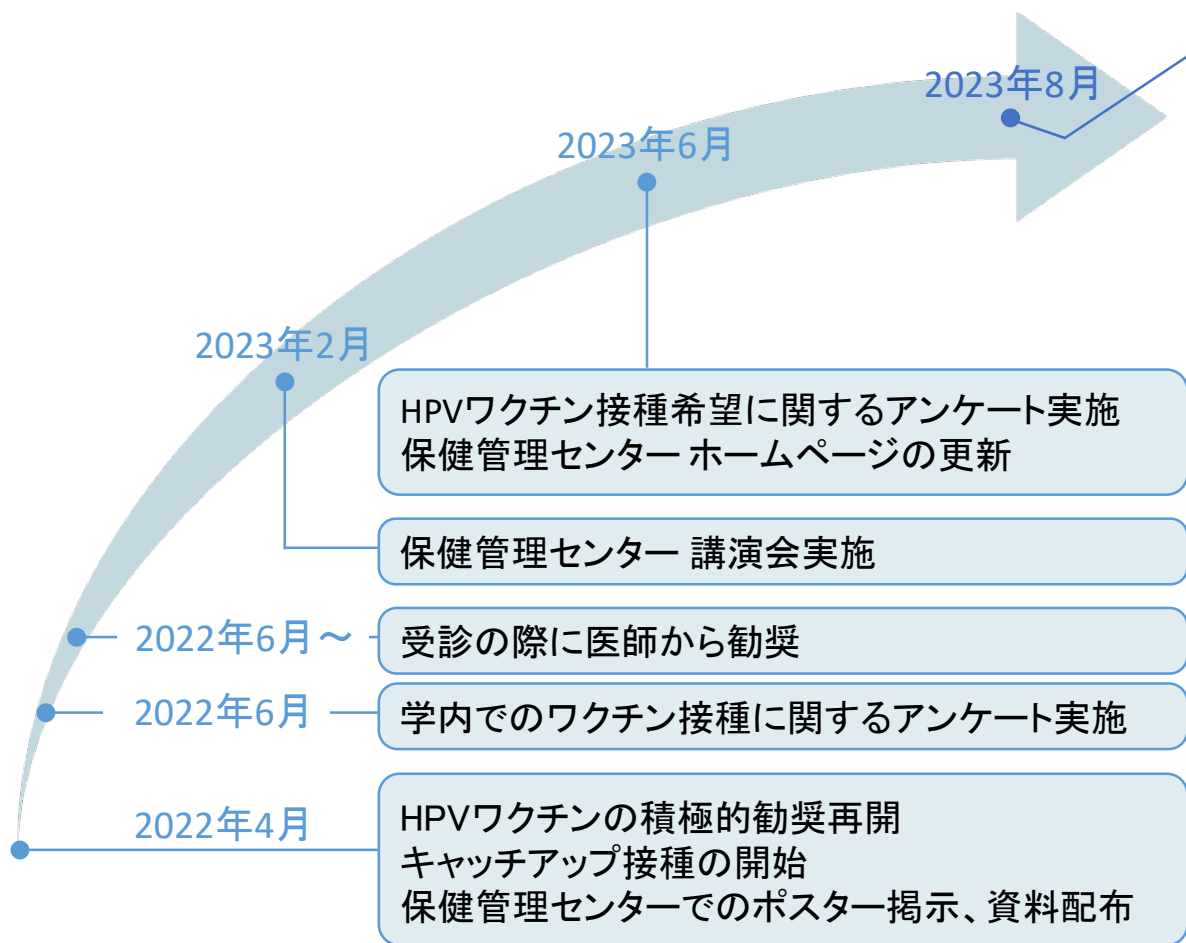 2023年8月
2023年6月
2023年2月
HPVワクチン接種希望に関するアンケート実施
保健管理センター ホームページの更新
保健管理センター 講演会実施
2022年6月～
受診の際に医師から勧奨
2022年6月
学内でのワクチン接種に関するアンケート実施
2022年4月
HPVワクチンの積極的勧奨再開
キャッチアップ接種の開始
保健管理センターでのポスター掲示、資料配布